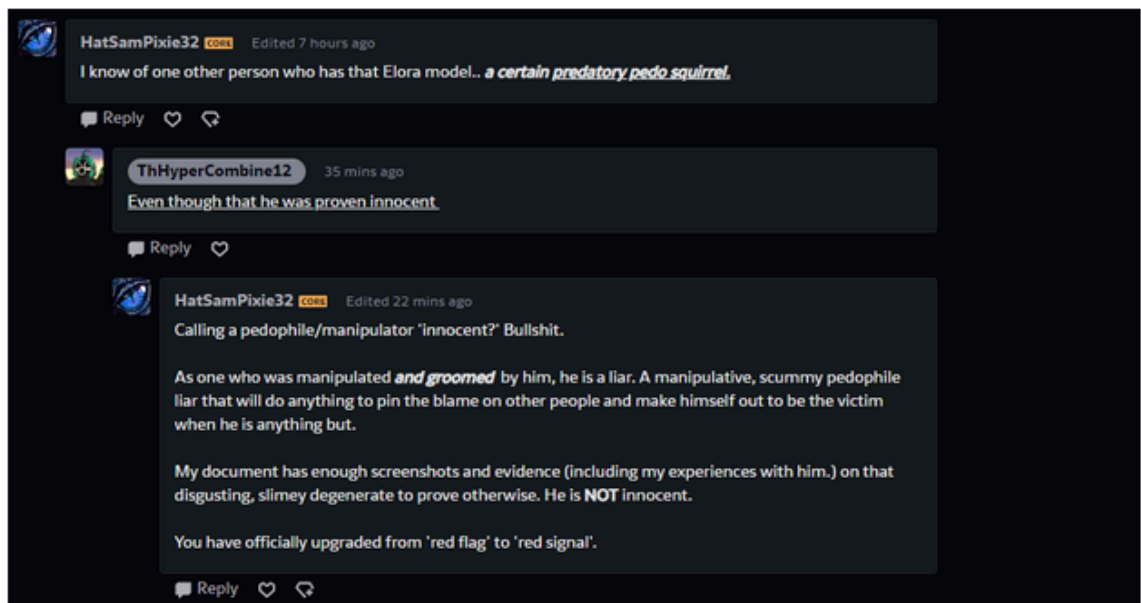 HatSamPixie32 CORE Edited 7 hours ago
I know of one other person who has that Elora model.. a certain predatory pedo squirrel.
Reply
ThHyperCombine12 35 mins ago
Even though that he was proven innocent
Reply
HatSamPixie32 CORE Edited 22 mins ago
Calling a pedophile/manipulator 'innocent?' Bullshit.
As one who was manipulated and groomed by him, he is a liar. A manipulative, scummy pedophile
liar that will do anything to pin the blame on other people and make himself out to be the victim
when he is anything but.
My document has enough screenshots and evidence (including my experiences with him.) on that
disgusting, slimey degenerate to prove otherwise. He is NOT innocent.
You have officially upgraded from 'red flag' to 'red signal'.
Reply